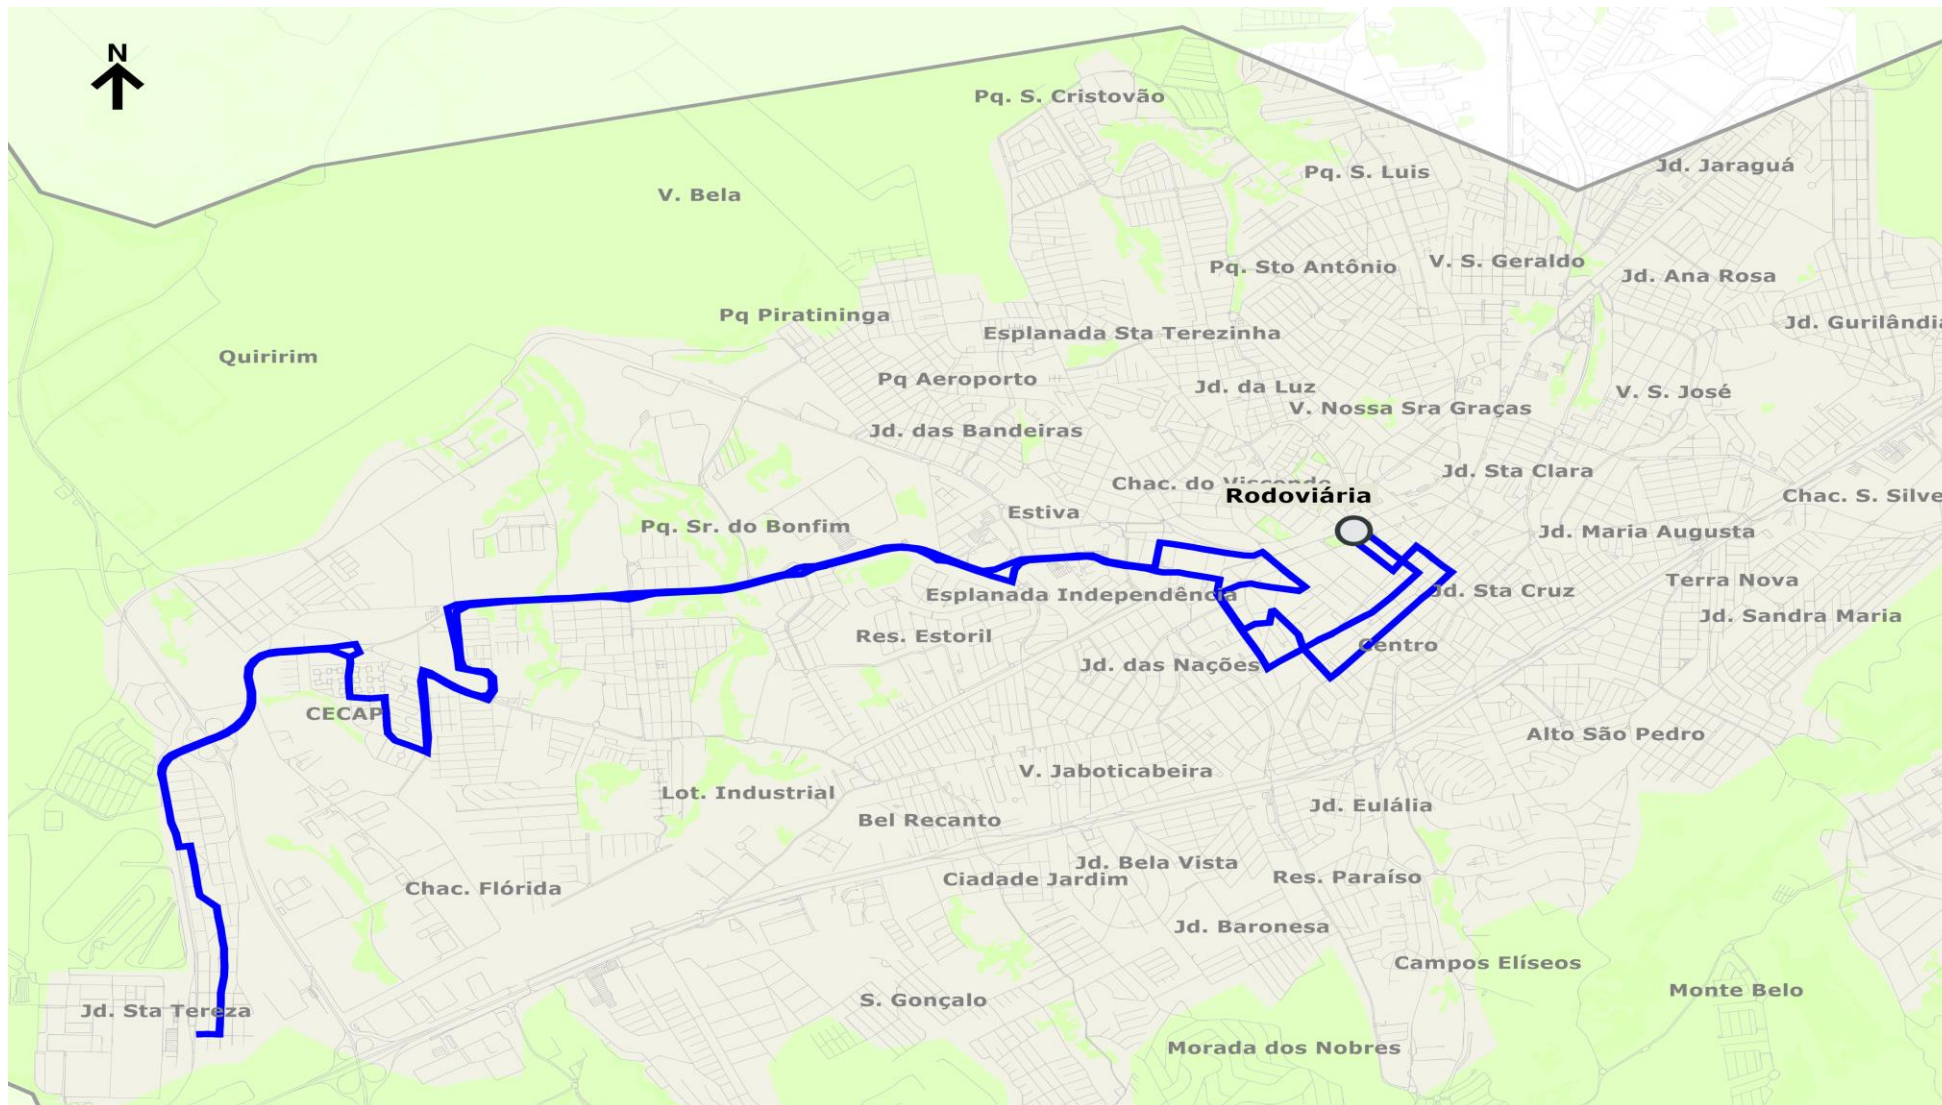 N
Pq. S. Cristovão
Jd. Jaraguá
Pq. S. Luis
V. Bela
V. S. Geraldo
Pq. Sto Antônio
Jd. Ana Rosa
Pq Piratininga
Jd. Gurilândia
Esplanada Sta Terezinha
Quiririm
Pq Aeroporto
Jd. da Luz
V. S. José
V. Nossa Sra Graças
Jd. das Bandeiras
Jd. Sta Clara
Chac. do Visconde
Rodoviária
Chac. S. Silve
Estiva
Pq. Sr. do Bonfim
Jd. Maria Augusta
Terra Nova
Jd. Sta Cruz
Esplanada Independência
Jd. Sandra Maria
Res. Estoril
Centro
Jd. das Nações
CECAP
Alto São Pedro
V. Jaboticabeira
Lot. Industrial
Jd. Eulália
Bel Recanto
Jd. Bela Vista
Ciadade Jardim
Res. Paraíso
Chac. Flórida
Jd. Baronesa
Campos Elíseos
Monte Belo
S. Gonçalo
Jd. Sta Tereza
Morada dos Nobres